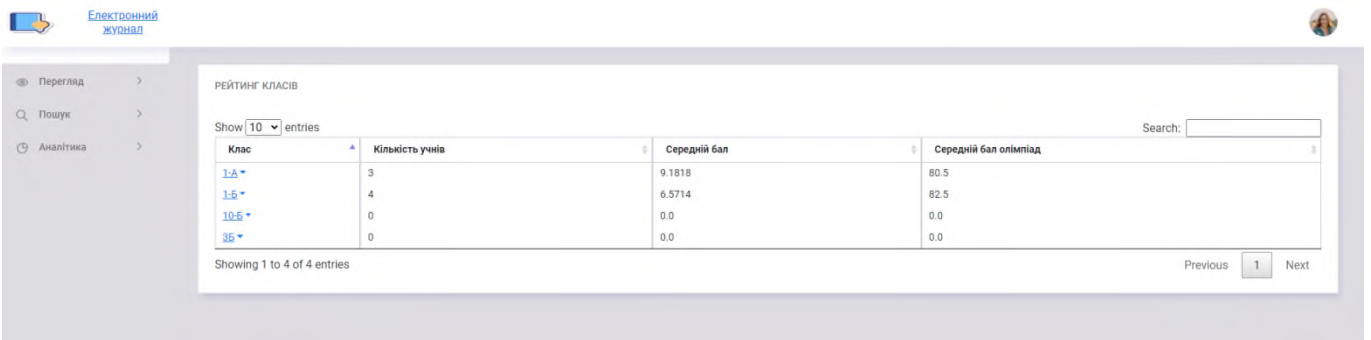 Електронний
журнал
Перегляд
Пошук
Аналітика
РЕЙТИНГ КЛАСІВ
Show 10 entries
Search:
Клас Кількість учнів Середній бал Середній бал олімпіад
1-А 3 9.1818 80.5
1-Б 4 6.5714 82.5
10-Б 0 0.0 0.0
3Б 0 0.0 0.0
Showing 1 to 4 of 4 entries
Previous 1 Next